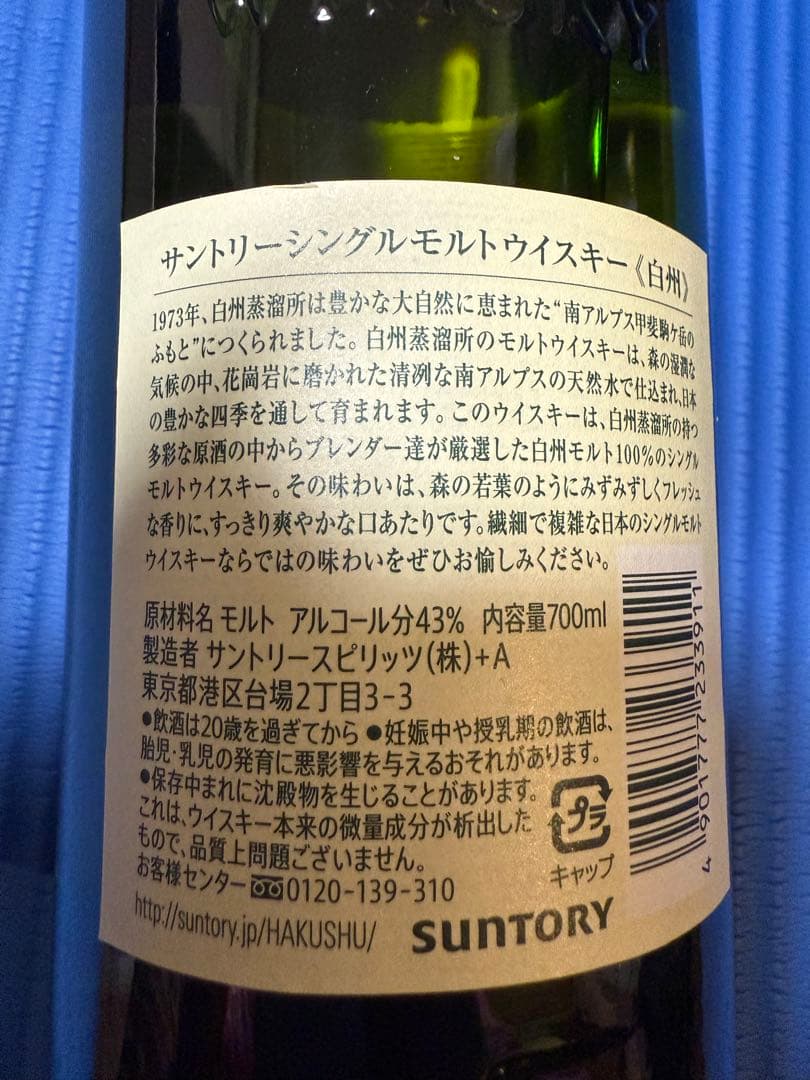 サントリーシングルモルトウイスキー《白州》
1973年、白州蒸溜所は豊かな大自然に恵まれた“南アルプス甲斐駒ケ岳の
ふもと”につくられました。白州蒸溜所のモルトウイスキーは、森の湿潤な
気候の中、花崗岩に磨かれた清冽な南アルプスの天然水で仕込まれ、日本
の豊かな四季を通して育まれます。このウイスキーは、白州蒸溜所の持つ
多彩な原酒の中からブレンダー達が厳選した白州モルト100%のシングル
モルトウイスキー。その味わいは、森の若葉のようにみずみずしくフレッシュ
な香りに、すっきり爽やかな口あたりです。繊細で複雑な日本のシングルモルト
ウイスキーならではの味わいをぜひお愉しみください。
原材料名 モルト アルコール分43% 内容量700ml
製造者 サントリースピリッツ(株)+A
東京都港区台場2丁目3-3
●飲酒は20歳を過ぎてから ●妊娠中や授乳期の飲酒は、
胎児・乳児の発育に悪影響を与えるおそれがあります。
●保存中まれに沈殿物を生じることがあります。
これは、ウイスキー本来の微量成分が析出した
もので、品質上問題ございません。
お客様センター 0120-139-310
http://suntory.jp/HAKUSHU/
SUNTORY
プラ
キャップ
4 901777 233911